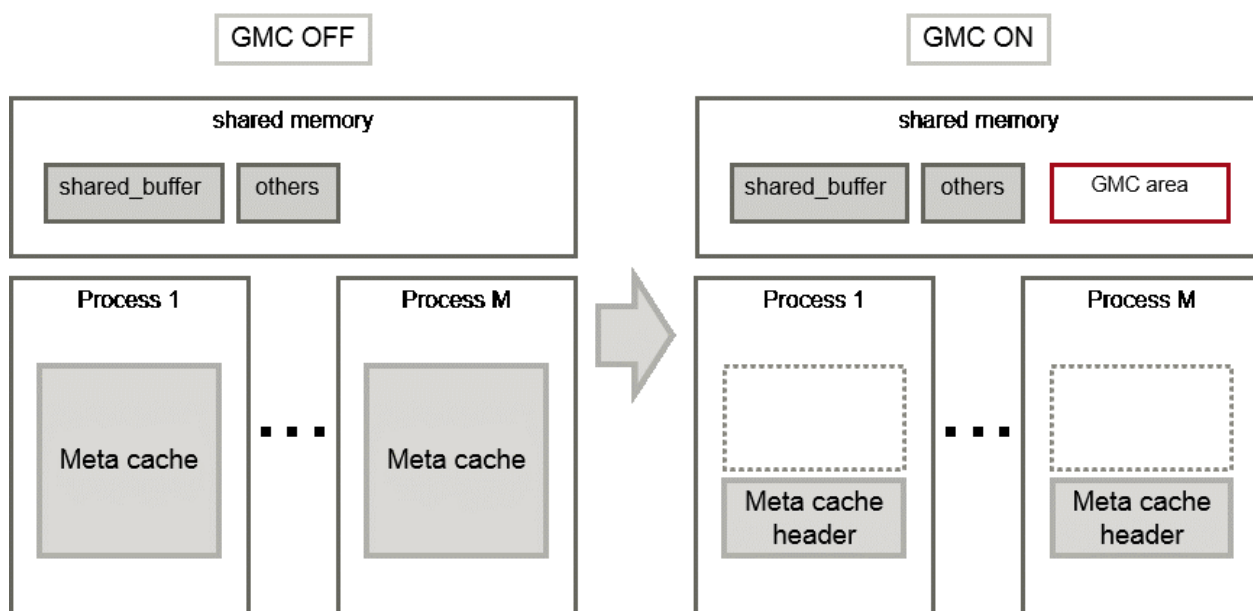 GMC OFF
GMC ON
shared memory
shared_buffer
others
shared memory
shared_buffer
others
GMC area
Process 1
Process M
Meta cache
Meta cache
Process 1
Process M
Meta cache
header
Meta cache
header